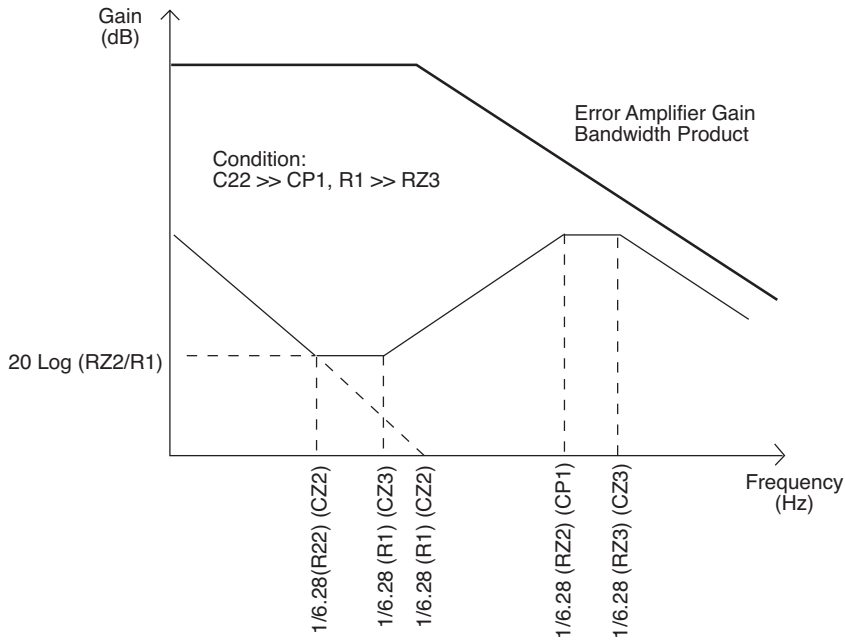 Gain
(dB)
Error Amplifier Gain
Bandwidth Product
Condition:
C22 >> CP1, R1 >> RZ3
20 Log (RZ2/R1)
Frequency
(Hz)
1/6.28(R22) (CZ2)
1/6.28 (R1) (CZ3)
1/6.28 (R1) (CZ2)
1/6.28 (RZ2) (CP1)
1/6.28 (RZ3) (CZ3)